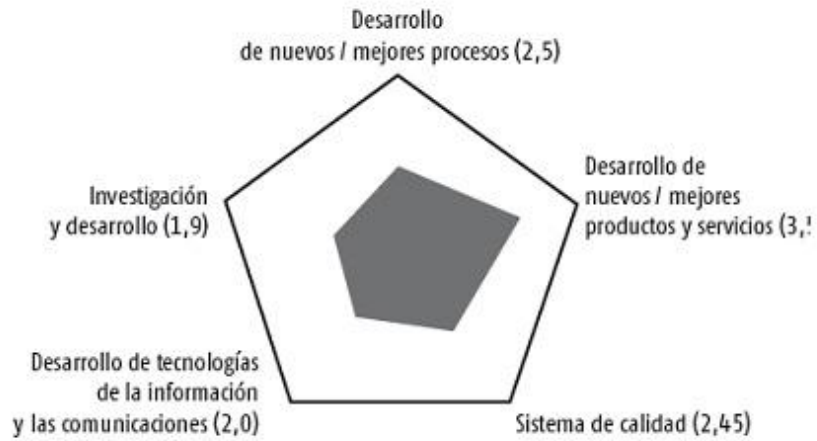 Desarrollo
de nuevos / mejores procesos (2,5)
Desarrollo de
nuevos / mejores
productos y servicios
Investigación
y desarrollo (1,9)
Desarrollo de tecnologías
de la información
y las comunicaciones (2,0)
Sistema de calidad (2,45)